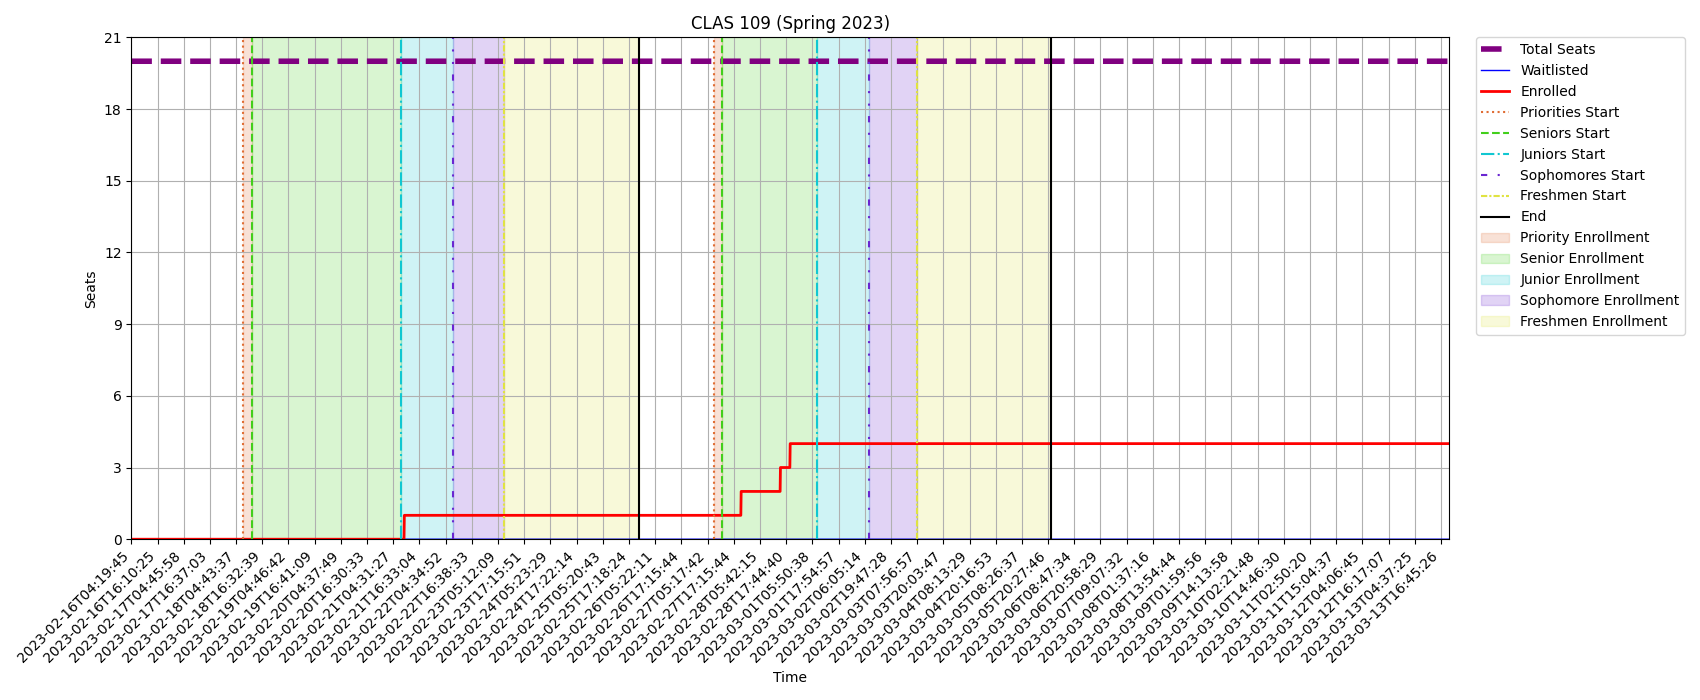 CLAS 109 (Spring 2023)
21
18
15
12
9
6
3
0
Seats
2023-02-16T04:19:45
2023-02-16T16:10:25
2023-02-17T04:45:58
2023-02-17T16:37:03
2023-02-18T04:43:37
2023-02-18T16:32:39
2023-02-19T04:46:42
2023-02-19T16:41:09
2023-02-20T04:37:49
2023-02-20T16:30:33
2023-02-21T04:31:27
2023-02-21T16:33:04
2023-02-22T04:34:52
2023-02-22T16:38:33
2023-02-23T05:12:09
2023-02-23T17:15:51
2023-02-24T05:23:29
2023-02-24T17:22:14
2023-02-25T05:20:43
2023-02-25T17:18:24
2023-02-26T05:22:11
2023-02-26T17:15:44
2023-02-27T05:17:42
2023-02-27T17:15:44
2023-02-28T05:42:15
2023-02-28T17:44:40
2023-03-01T05:50:38
2023-03-01T17:54:57
2023-03-02T06:05:14
2023-03-02T19:47:28
2023-03-03T07:56:57
2023-03-03T20:03:47
2023-03-04T08:13:29
2023-03-04T20:16:53
2023-03-05T08:26:37
2023-03-05T20:27:46
2023-03-06T08:47:34
2023-03-06T20:58:29
2023-03-07T09:07:32
2023-03-08T01:37:16
2023-03-08T13:54:44
2023-03-09T01:59:56
2023-03-09T14:13:58
2023-03-10T02:21:48
2023-03-10T14:46:30
2023-03-11T02:50:20
2023-03-11T15:04:37
2023-03-12T04:06:45
2023-03-12T16:17:07
2023-03-13T04:37:25
2023-03-13T16:45:26
Time
Total Seats
Waitlisted
Enrolled
Priorities Start
Seniors Start
Juniors Start
Sophomores Start
Freshmen Start
End
Priority Enrollment
Senior Enrollment
Junior Enrollment
Sophomore Enrollment
Freshmen Enrollment